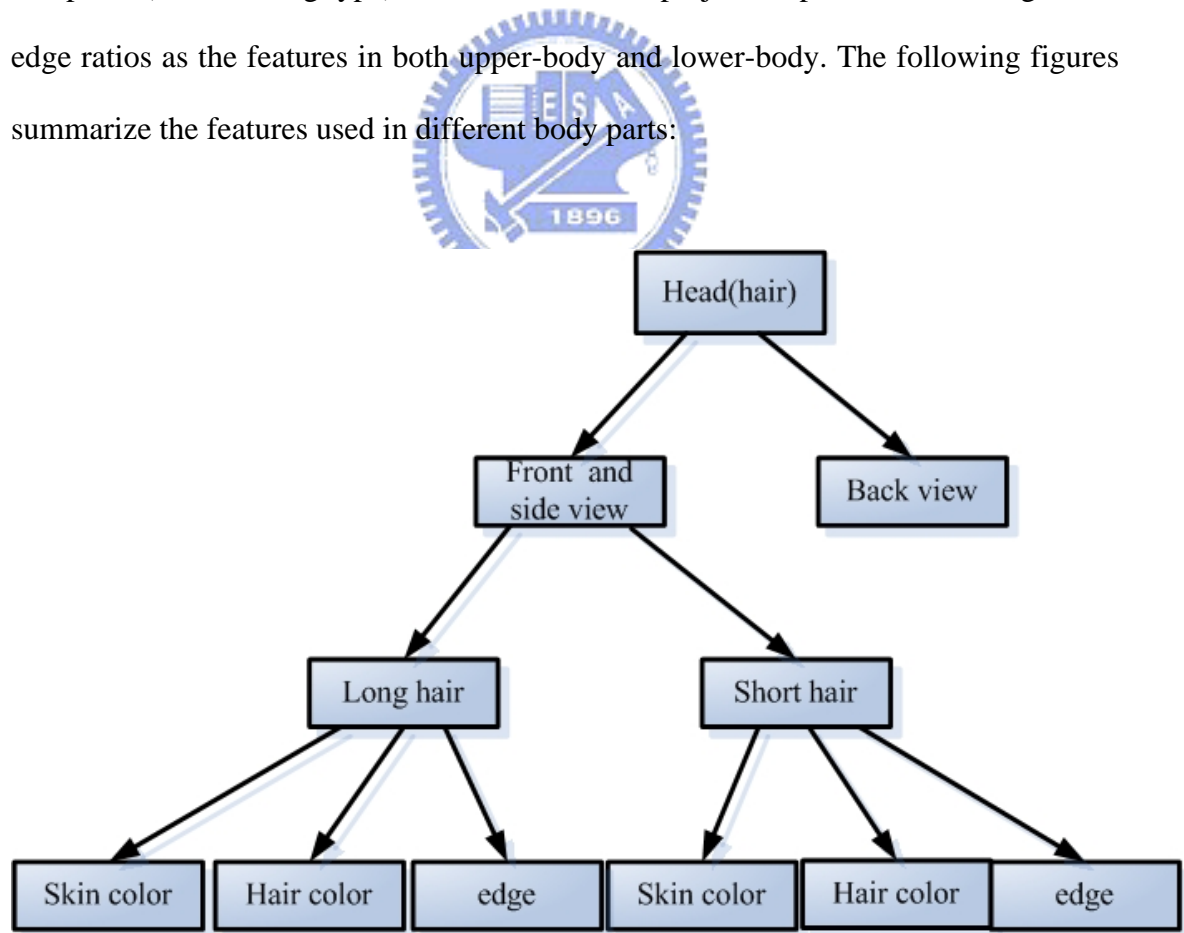 edge ratios as the features in both upper-body and lower-body. The following figures
summarize the features used in different body parts:
E S A
1896
Head(hair)
Front and
side view
Back view
Long hair
Short hair
Skin color
Hair color
edge
Skin color
Hair color
edge